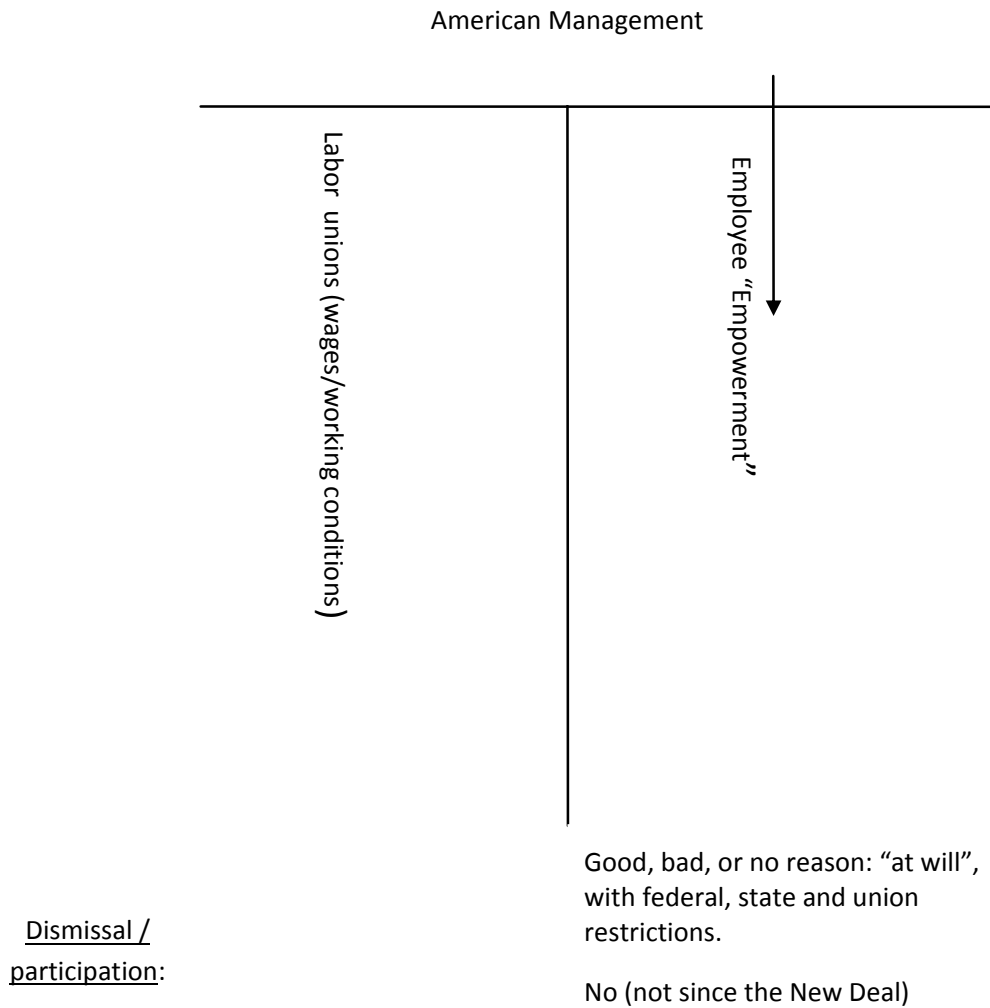 American Management
Labor unions (wages/working conditions)
Employee “Empowerment”
Good, bad, or no reason: “at will”,
with federal, state and union
restrictions.
Dismissal /
participation:
No (not since the New Deal)